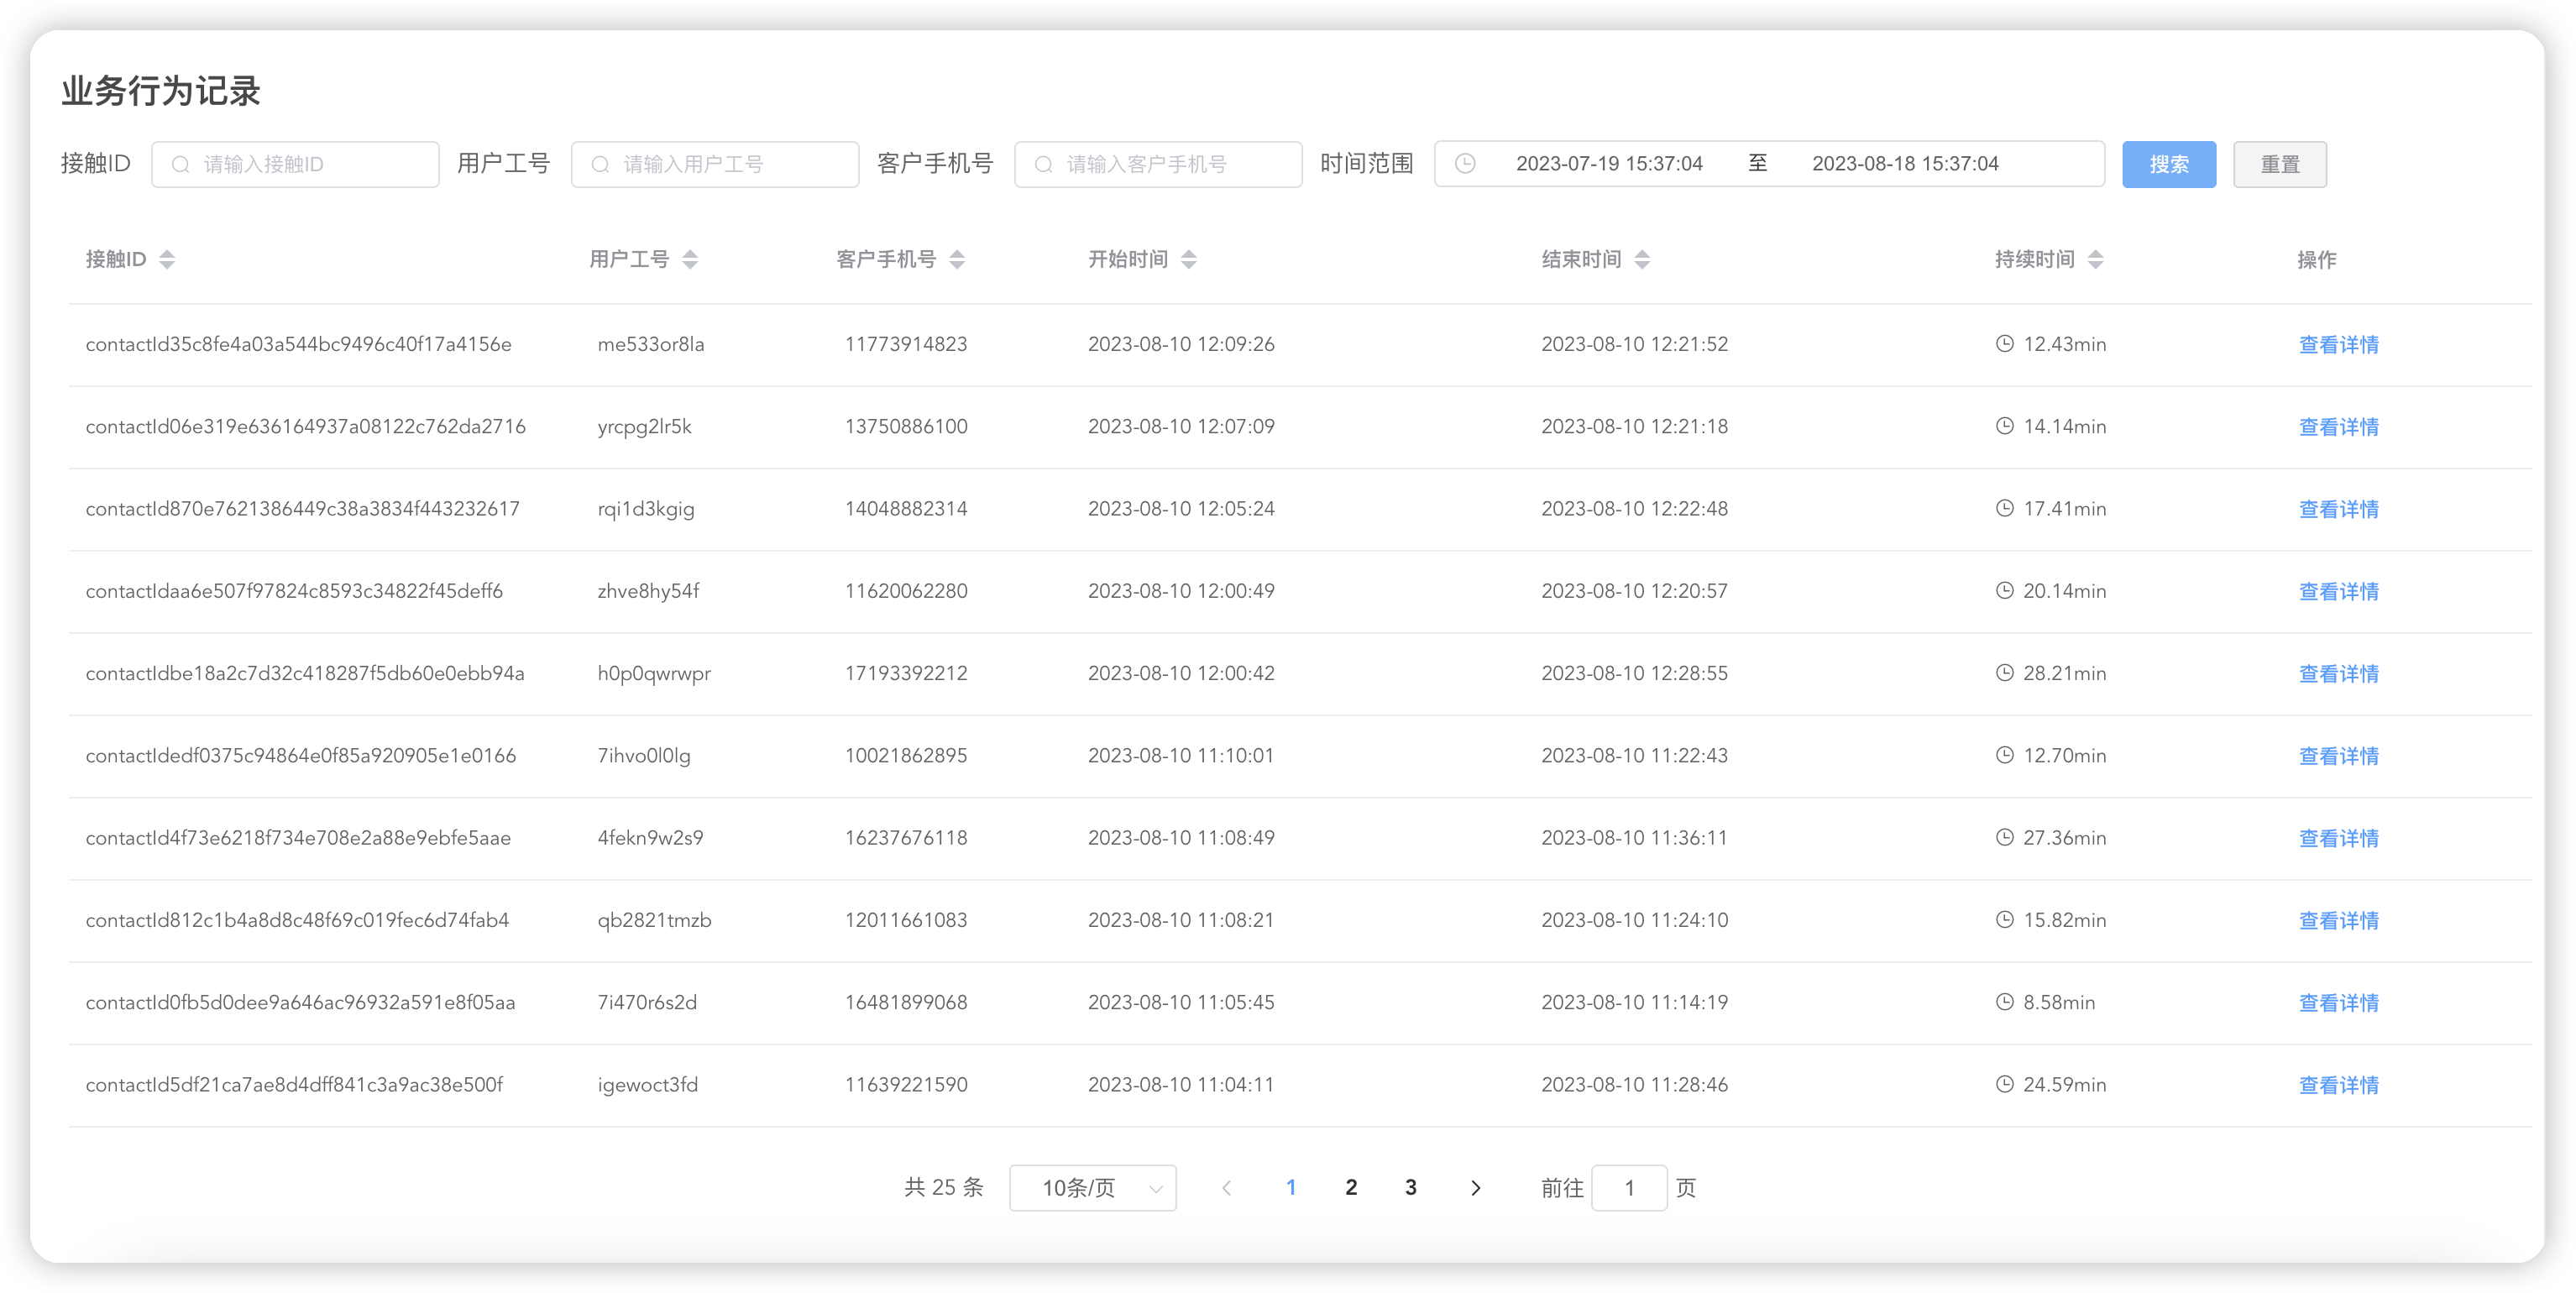 业务行为记录
接触ID 请输入接触ID 用户工号 请输入用户工号 客户手机号 请输入客户手机号 时间范围 2023-07-19 15:37:04 至 2023-08-18 15:37:04 搜索 重置
接触ID 用户工号 客户手机号 开始时间 结束时间 持续时间 操作
contactId35c8fe4a03a544bc9496c40f17a4156e me533or8la 11773914823 2023-08-10 12:09:26 2023-08-10 12:21:52 12.43min 查看详情
contactId06e319e636164937a08122c762da2716 yrcpg2lr5k 13750886100 2023-08-10 12:07:09 2023-08-10 12:21:18 14.14min 查看详情
contactId870e7621386449c38a3834f443232617 rqi1d3kgig 14048882314 2023-08-10 12:05:24 2023-08-10 12:22:48 17.41min 查看详情
contactIdaa6e507f97824c8593c34822f45deff6 zhve8hy54f 11620062280 2023-08-10 12:00:49 2023-08-10 12:20:57 20.14min 查看详情
contactIdbe18a2c7d32c418287f5db60e0ebb94a h0p0qwrwpr 17193392212 2023-08-10 12:00:42 2023-08-10 12:28:55 28.21min 查看详情
contactIdedf0375c94864e0f85a920905e1e0166 7ihvo0l0lg 10021862895 2023-08-10 11:10:01 2023-08-10 11:22:43 12.70min 查看详情
contactId4f73e6218f734e708e2a88e9ebfe5aae 4fekn9w2s9 16237676118 2023-08-10 11:08:49 2023-08-10 11:36:11 27.36min 查看详情
contactId812c1b4a8d8c48f69c019fec6d74fab4 qb2821tmzb 12011661083 2023-08-10 11:08:21 2023-08-10 11:24:10 15.82min 查看详情
contactId0fb5d0dee9a646ac96932a591e8f05aa 7i470r6s2d 16481899068 2023-08-10 11:05:45 2023-08-10 11:14:19 8.58min 查看详情
contactId5df21ca7ae8d4dff841c3a9ac38e500f igewoct3fd 11639221590 2023-08-10 11:04:11 2023-08-10 11:28:46 24.59min 查看详情
共 25 条 10条/页 1 2 3 前往 1 页